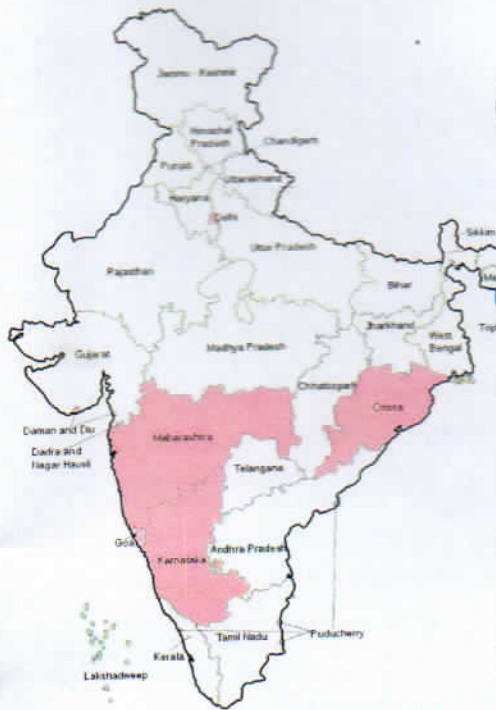 Jammu - Kashmir
Himachal
Pradesh
Chandigarh
Punjab
Uttarakhand
Haryana
Delhi
Sikkim
Rajasthan
Uttar Pradesh
Bihar
Me
Jharkhand
Top
West
Bengal
Gujarat
Madhya Pradesh
Chhattisgarh
Orissa
Daman and Diu
Maharashtra
Dadra and
Nagar Haveli
Telangana
Goa
Andhra Pradesh
Karnataka
Tamil Nadu
Puducherry
Kerala
Lakshadweep